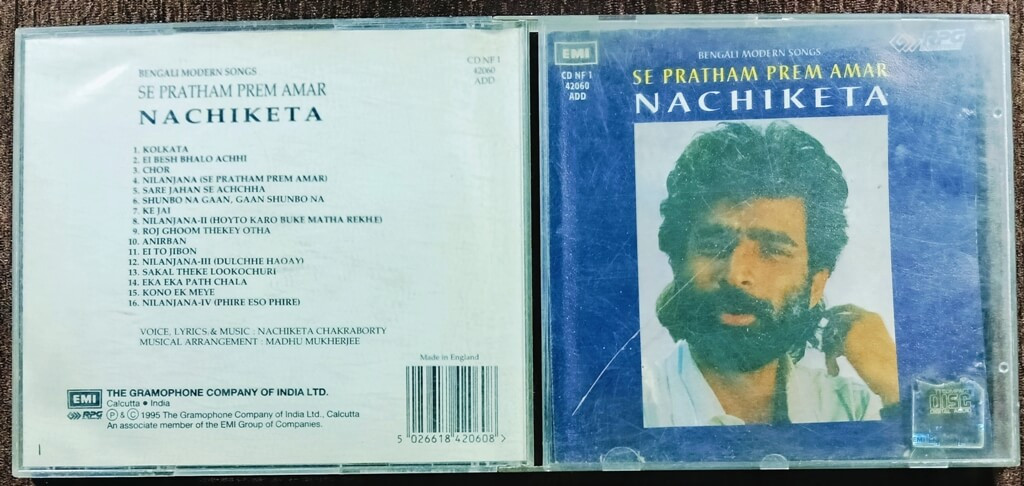 BENGALI MODERN SONGS
SE PRATHAM PREM AMAR
NACHIKETA
CD NF 1
42060
ADD
1. KOLKATA
2. EI BESH BHALO ACHHI
3. CHOR
4. NILANJANA (SE PRATHAM PREM AMAR)
5. SARE JAHAN SE ACHCHHA
6. SHUNBO NA GAAN, GAAN SHUNBO NA
7. KE JAI
8. NILANJANA-II (HOYTO KARO BUKE MATHA REKHE)
9. ROJ GHOOM THEKEY OTHA
10. ANIRBAN
11. EI TO JIBON
12. NILANJANA-III (DULCHHE HAOAY)
13. SAKAL THEKE LOOKOCHURI
14. EKA EKA PATH CHALA
15. KONO EK MEYE
16. NILANJANA-IV (PHIRE ESO PHIRE)
VOICE, LYRICS & MUSIC : NACHIKETA CHAKRABORTY
MUSICAL ARRANGEMENT : MADHU MUKHERJEE
Made in England
EMI THE GRAMOPHONE COMPANY OF INDIA LTD.
Calcutta • India
RPG ℗ & © 1995 The Gramophone Company of India Ltd., Calcutta
An associate member of the EMI Group of Companies.
5 026618 420608 >
EMI
CD NF 1
42060
ADD
RPG
BENGALI MODERN SONGS
SE PRATHAM PREM AMAR
NACHIKETA
COMPACT
disc
DIGITAL AUDIO
EMI